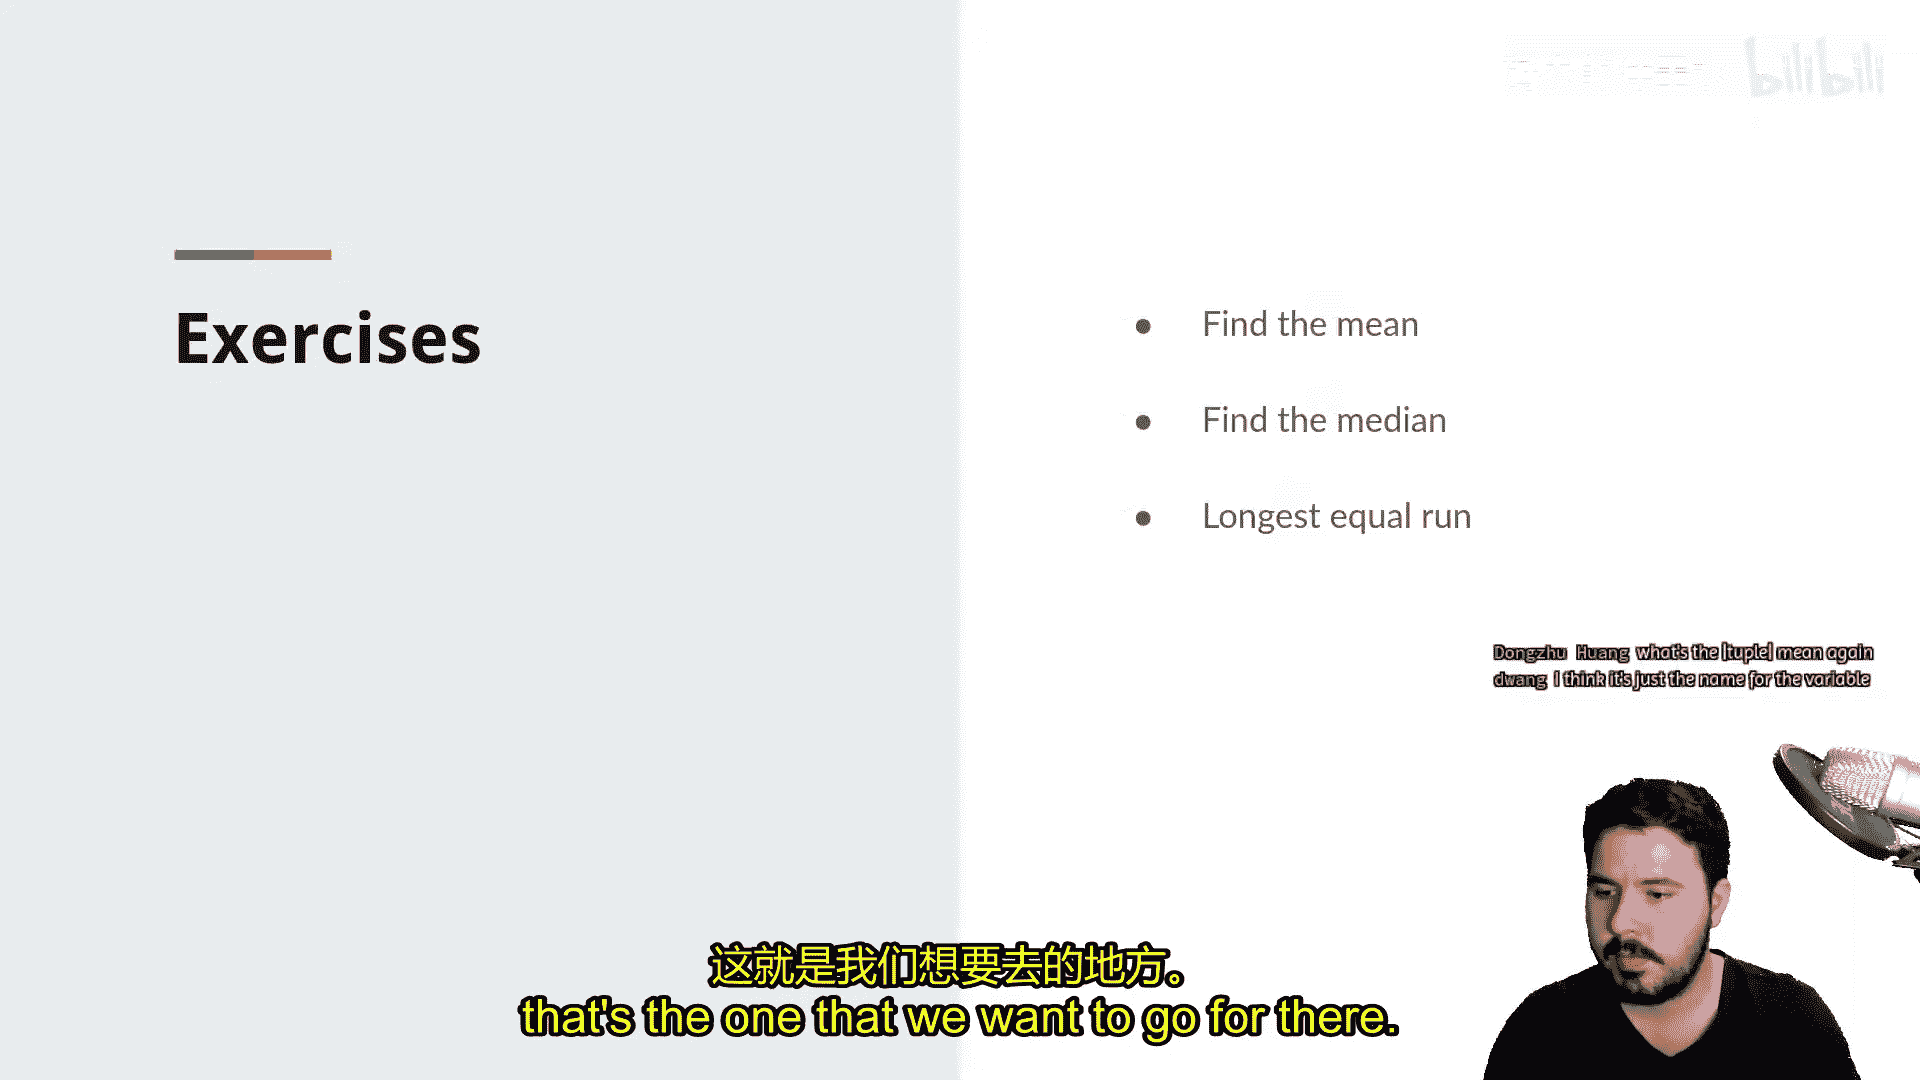 bilibili
Exercises
● Find the mean
● Find the median
● Longest equal run
Dongzhu Huang what's the [tuple] mean again
dwang I think it's just the name for the variable
这就是我们想要去的地方。
that's the one that we want to go for there.